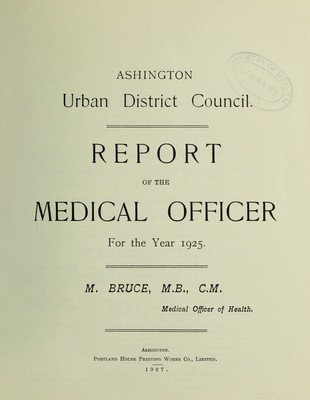 ASHINGTON
Urban District Council.
REPORT
OF THE
MEDICAL OFFICER
For the Year 1925.
M. BRUCE, M.B., C.M.
Medical Officer of Health.
ASHINGTON.
PORTLAND HOUSE PRINTING WORKS CO., LIMITED.
1927.